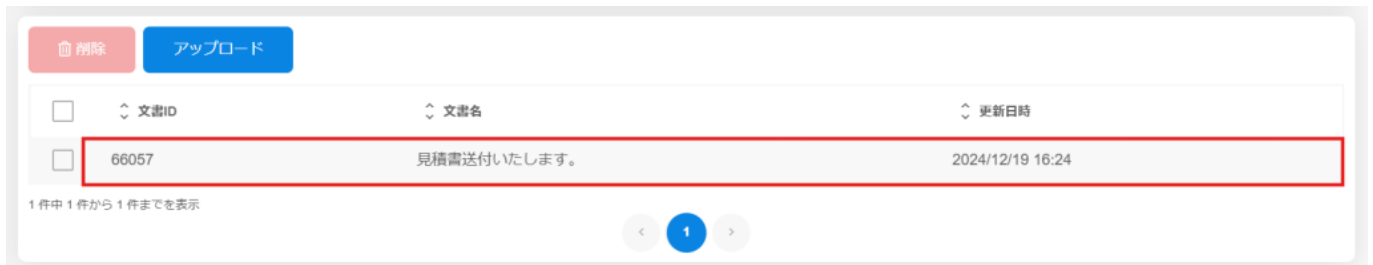 削除 アップロード
文書ID 文書名 更新日時
66057 見積書送付いたします。 2024/12/19 16:24
1 件中 1 件から 1 件までを表示
‹ 1 ›